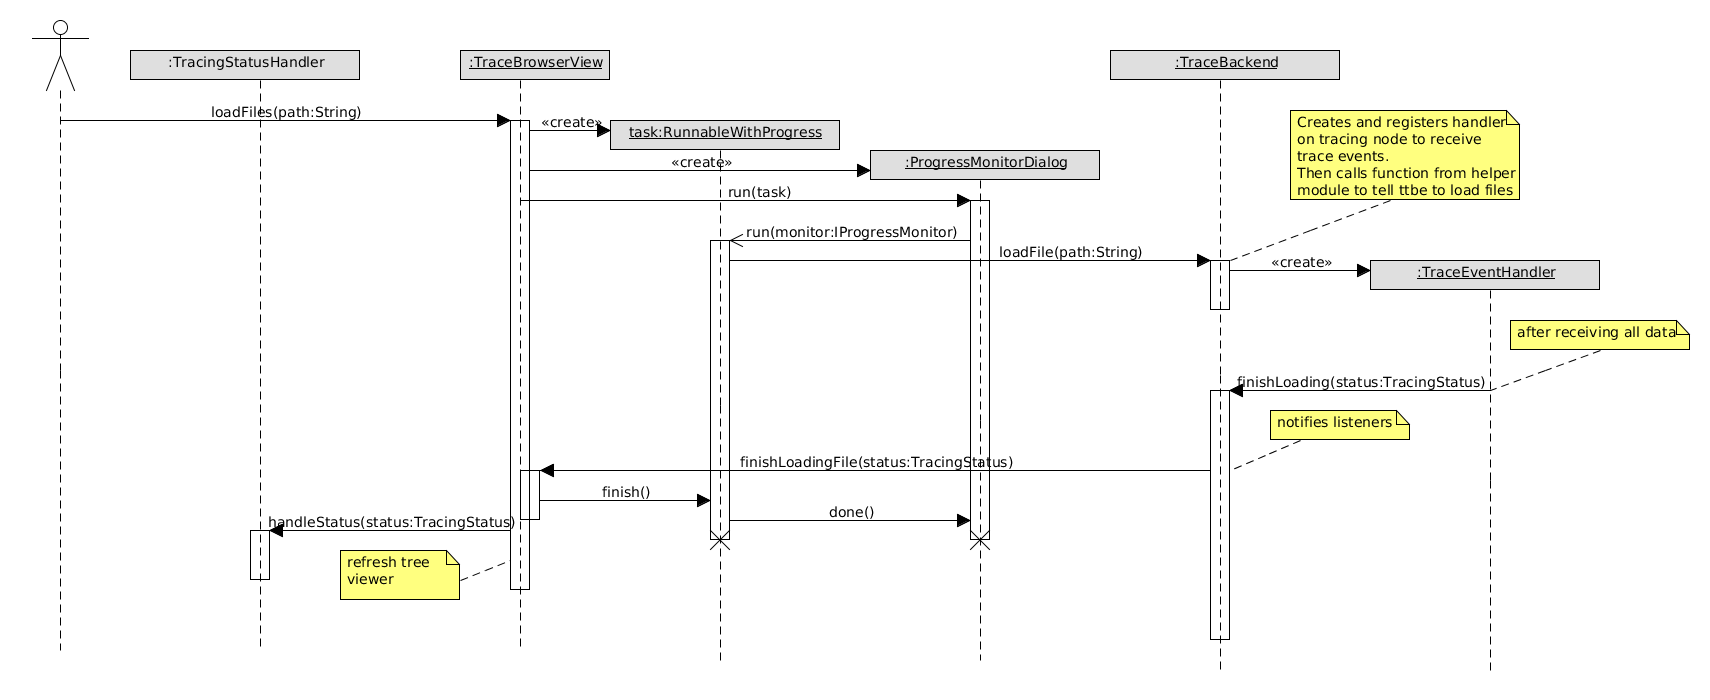 :TracingStatusHandler
:TraceBrowserView
:TraceBackend
loadFiles(path:String)
«create»
task:RunnableWithProgress
Creates and registers handler
on tracing node to receive
trace events.
Then calls function from helper
module to tell ttbe to load files
«create»
:ProgressMonitorDialog
run(task)
run(monitor:IProgressMonitor)
loadFile(path:String)
«create»
:TraceEventHandler
after receiving all data
finishLoading(status:TracingStatus)
notifies listeners
finishLoadingFile(status:TracingStatus)
finish()
done()
handleStatus(status:TracingStatus)
refresh tree
viewer